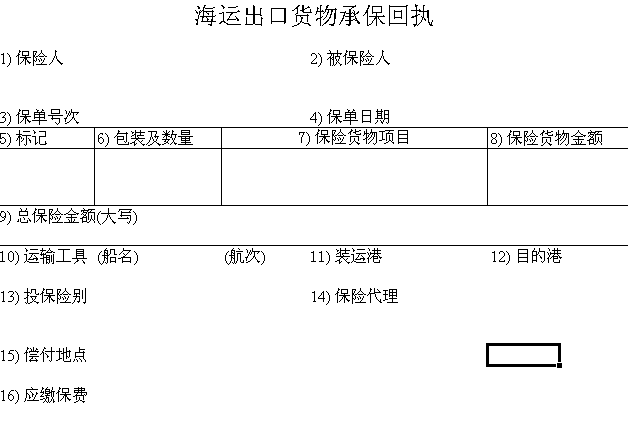 海运出口货物承保回执
1) 保险人 2) 被保险人
3) 保单号次 4) 保单日期
5) 标记 6) 包装及数量 7) 保险货物项目 8) 保险货物金额
9) 总保险金额(大写)
10) 运输工具 (船名) (航次) 11) 装运港 12) 目的港
13) 投保险别 14) 保险代理
15) 偿付地点
16) 应缴保费